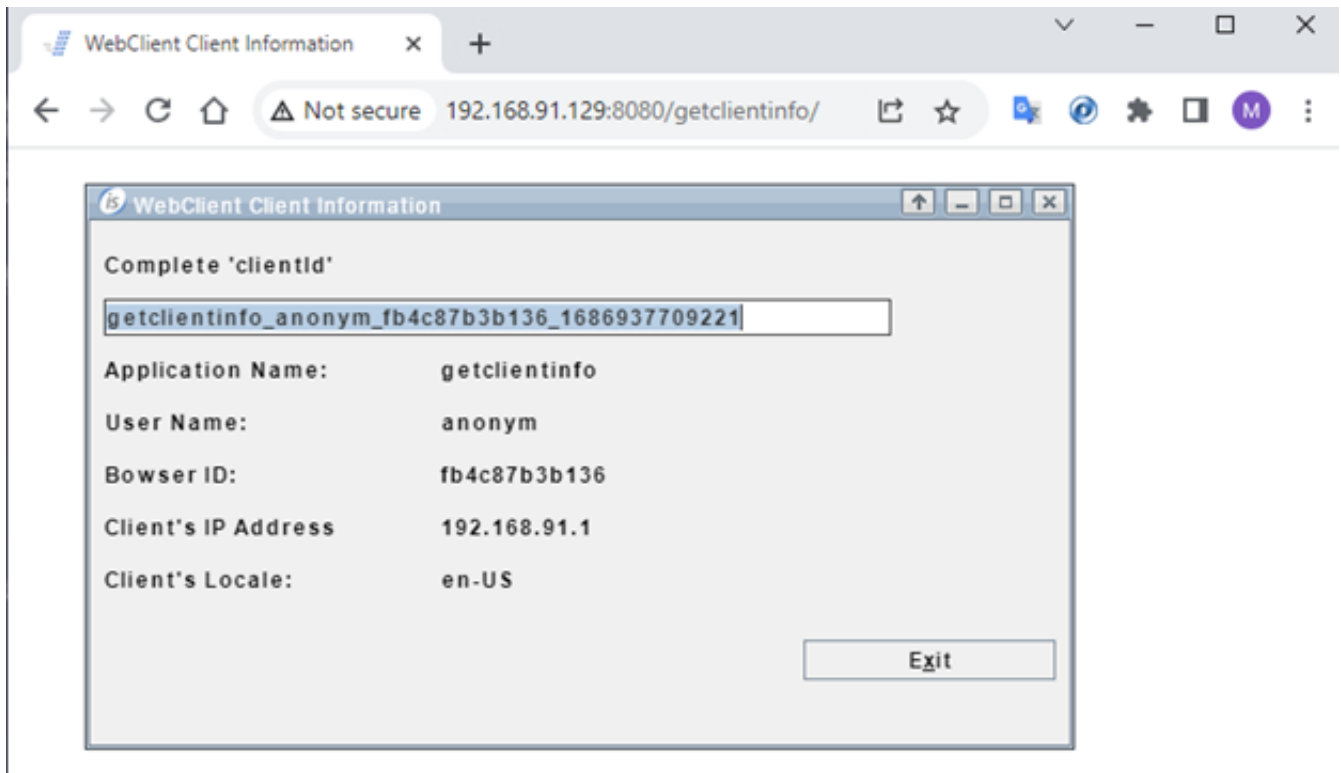 WebClient Client Information
Not secure 192.168.91.129:8080/getclientinfo/ M
is WebClient Client Information
Complete 'clientId'
getclientinfo_anonym_fb4c87b3b136_1686937709221
Application Name: getclientinfo
User Name: anonym
Bowser ID: fb4c87b3b136
Client's IP Address 192.168.91.1
Client's Locale: en-US
Exit